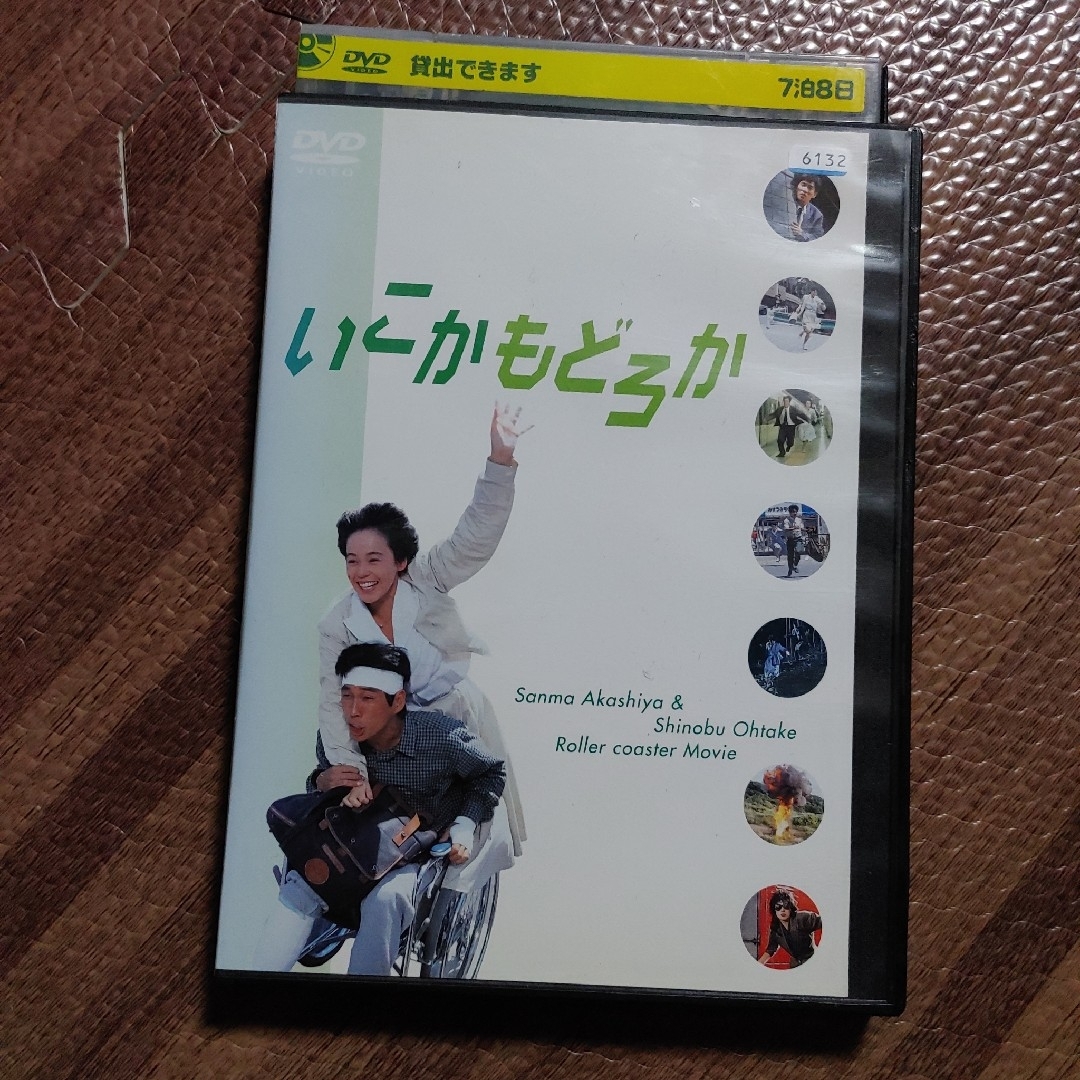 DVD
VIDEO
貸出できます
7泊8日
DVD
VIDEO
6132
いこかもどろか
Sanma Akashiya &
Shinobu Ohtake
Roller coaster Movie